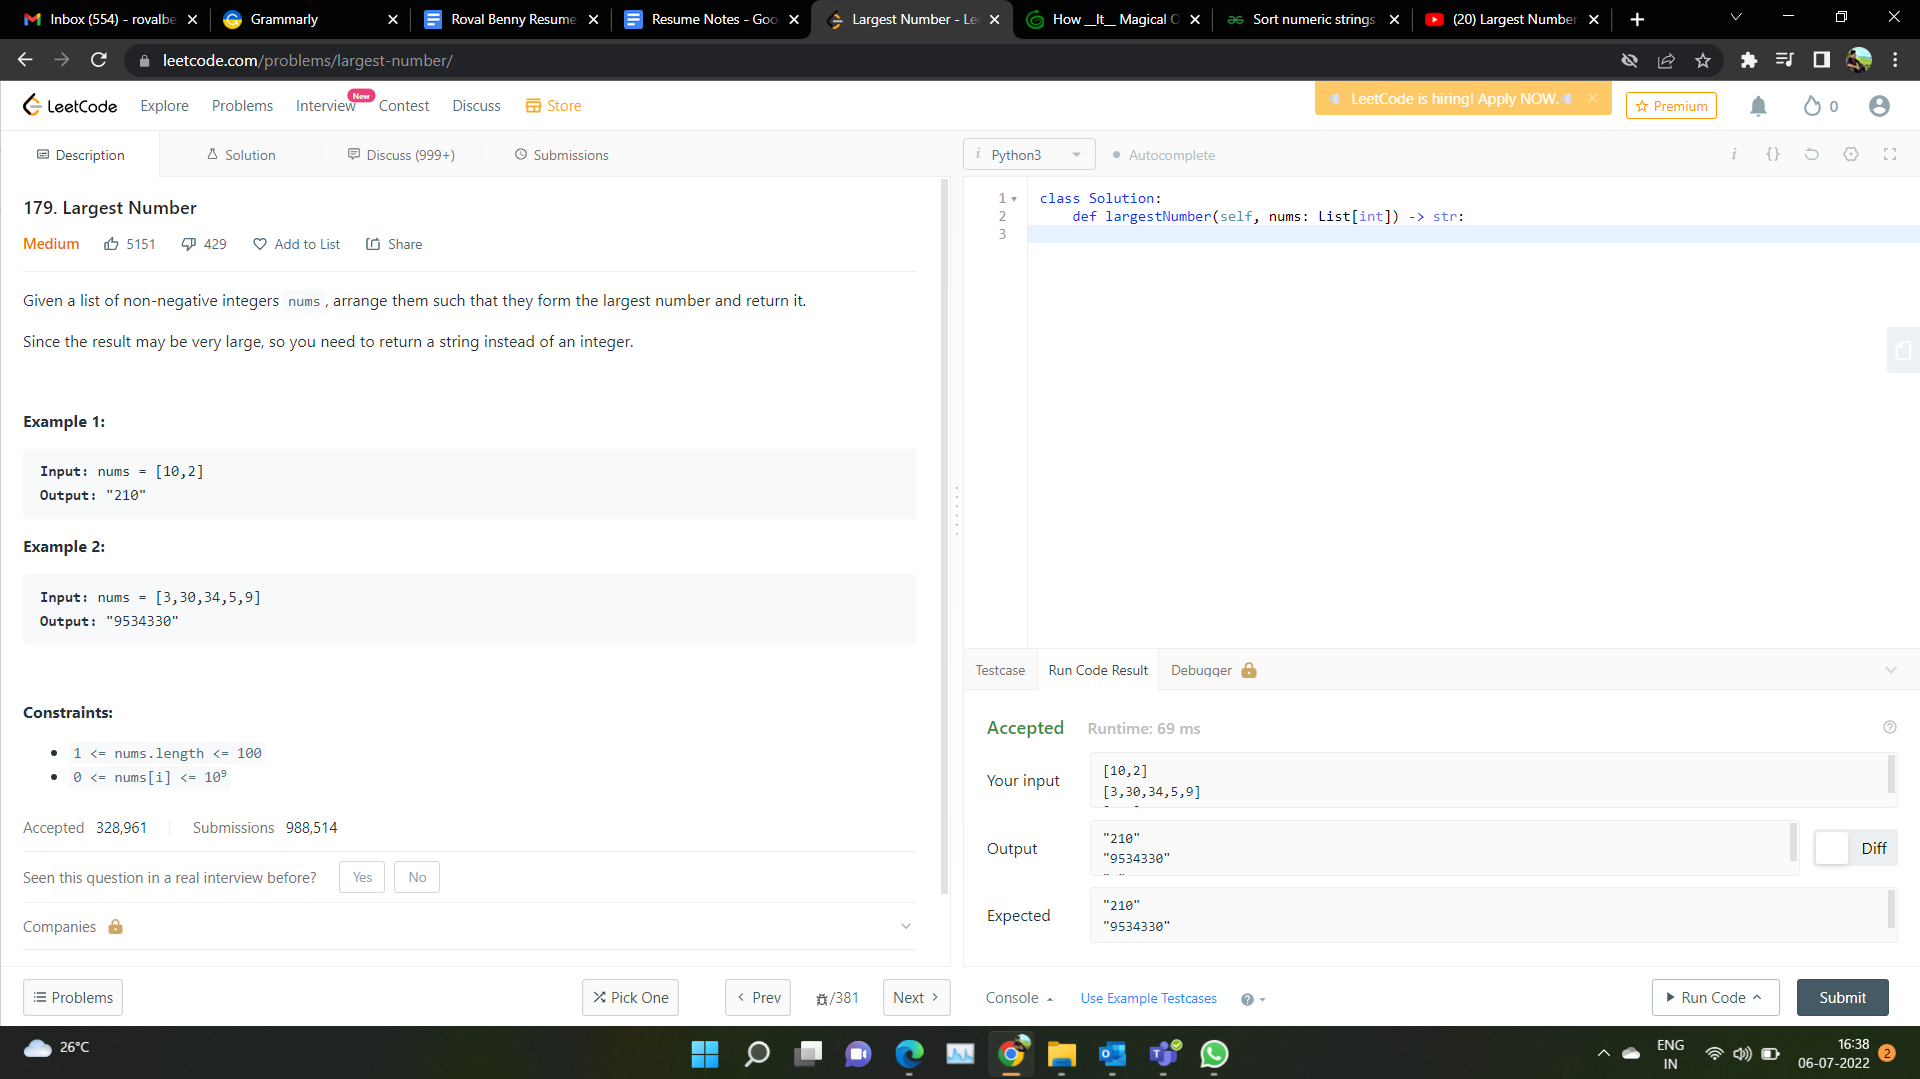 Inbox (554) - rovalbe
Grammarly
Roval Benny Resume
Resume Notes - Goo
Largest Number - Le
How __It__ Magical O
Sort numeric strings
(20) Largest Number
leetcode.com/problems/largest-number/
LeetCode
Explore
Problems
Interview
New
Contest
Discuss
Store
LeetCode is hiring! Apply NOW.
Premium
0
Description
Solution
Discuss (999+)
Submissions
i Python3
Autocomplete
i {}
179. Largest Number
Medium 5151 429 Add to List Share
Given a list of non-negative integers nums , arrange them such that they form the largest number and return it.
Since the result may be very large, so you need to return a string instead of an integer.
Example 1:
Input: nums = [10,2]
Output: "210"
Example 2:
Input: nums = [3,30,34,5,9]
Output: "9534330"
Constraints:
1 <= nums.length <= 100
0 <= nums[i] <= 10⁹
Accepted 328,961 Submissions 988,514
Seen this question in a real interview before? Yes No
Companies
Problems
Pick One
Prev
/381
Next
1 class Solution:
2     def largestNumber(self, nums: List[int]) -> str:
3
Testcase
Run Code Result
Debugger
Accepted Runtime: 69 ms
Your input
[10,2]
[3,30,34,5,9]
Output
"210"
"9534330"
Diff
Expected
"210"
"9534330"
Console
Use Example Testcases
Run Code
Submit
26°C
ENG
IN
16:38
06-07-2022
2